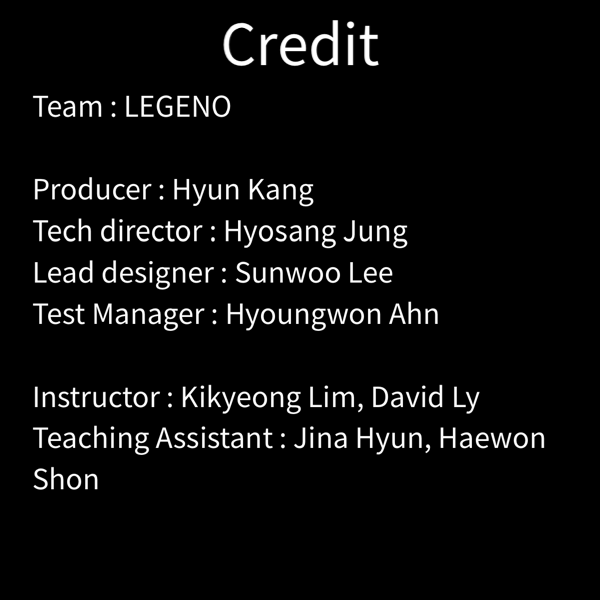 Credit
Team : LEGENO
Producer : Hyun Kang
Tech director : Hyosang Jung
Lead designer : Sunwoo Lee
Test Manager : Hyoungwon Ahn
Instructor : Kikyeong Lim, David Ly
Teaching Assistant : Jina Hyun, Haewon
Shon